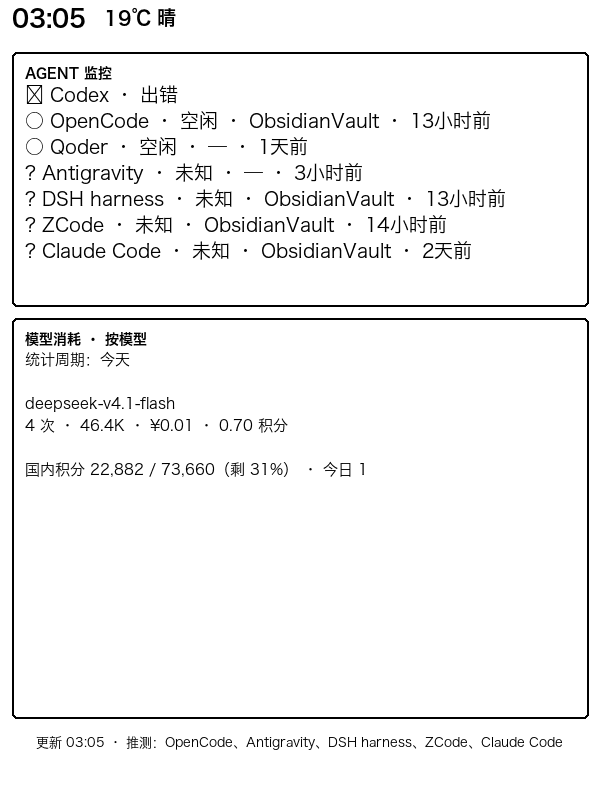 03:05 19℃ 晴
AGENT 监控
☒ Codex · 出错
○ OpenCode · 空闲 · ObsidianVault · 13小时前
○ Qoder · 空闲 · — · 1天前
? Antigravity · 未知 · — · 3小时前
? DSH harness · 未知 · ObsidianVault · 13小时前
? ZCode · 未知 · ObsidianVault · 14小时前
? Claude Code · 未知 · ObsidianVault · 2天前
模型消耗 · 按模型
统计周期：今天
deepseek-v4.1-flash
4 次 · 46.4K · ¥0.01 · 0.70 积分
国内积分 22,882 / 73,660（剩 31%） · 今日 1
更新 03:05 · 推测：OpenCode、Antigravity、DSH harness、ZCode、Claude Code